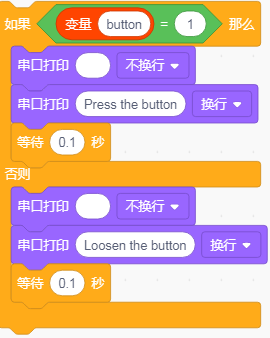 如果 变量 button = 1 那么
串口打印 不换行
串口打印 Press the button 换行
等待 0.1 秒
否则
串口打印 不换行
串口打印 Loosen the button 换行
等待 0.1 秒